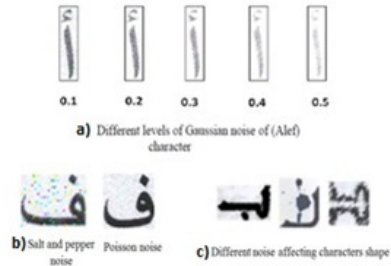 0.1 0.2 0.3 0.4 0.5
a) Different levels of Gaussian noise of (Alef)
character
ف ف
b) Salt and pepper
noise
Poisson noise
c) Different noise affecting characters shape